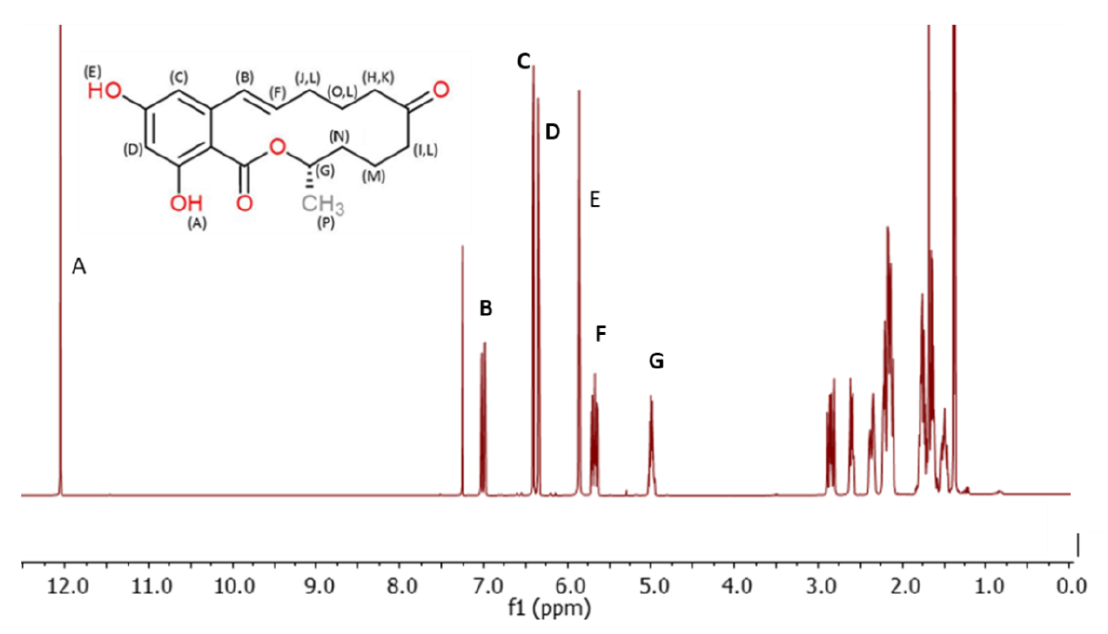 C
(E)
(C)
(B)
(J,L)
(H,K)
HO
(F)
(O,L)
O
D
(D)
O
(N)
(I,L)
(G)
(M)
E
OH
O
CH3
(A)
(P)
A
B
F
G
12.0 11.0 10.0 9.0 8.0 7.0 6.0 5.0 4.0 3.0 2.0 1.0 0.0
f1 (ppm)